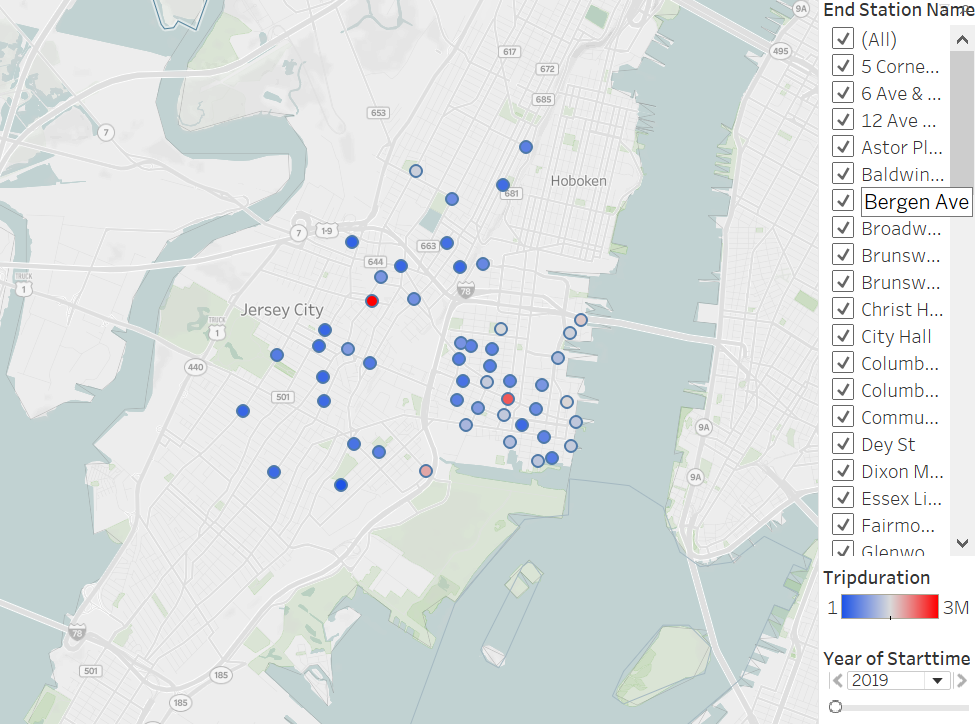 End Station Name
(All)
5 Corne...
6 Ave & ...
12 Ave ...
Astor Pl...
Baldwin...
Bergen Ave
Broadw...
Brunsw...
Brunsw...
Christ H...
City Hall
Columb...
Columb...
Commu...
Dey St
Dixon M...
Essex Li...
Fairmo...
Glenwo
Tripduration
1
3M
Year of Starttime
2019
9A
495
617
672
685
653
7
Hoboken
681
7
1-9
663
644
78
TRUCK
1
Jersey City
TRUCK
1
440
501
9A
9A
78
501
185
185